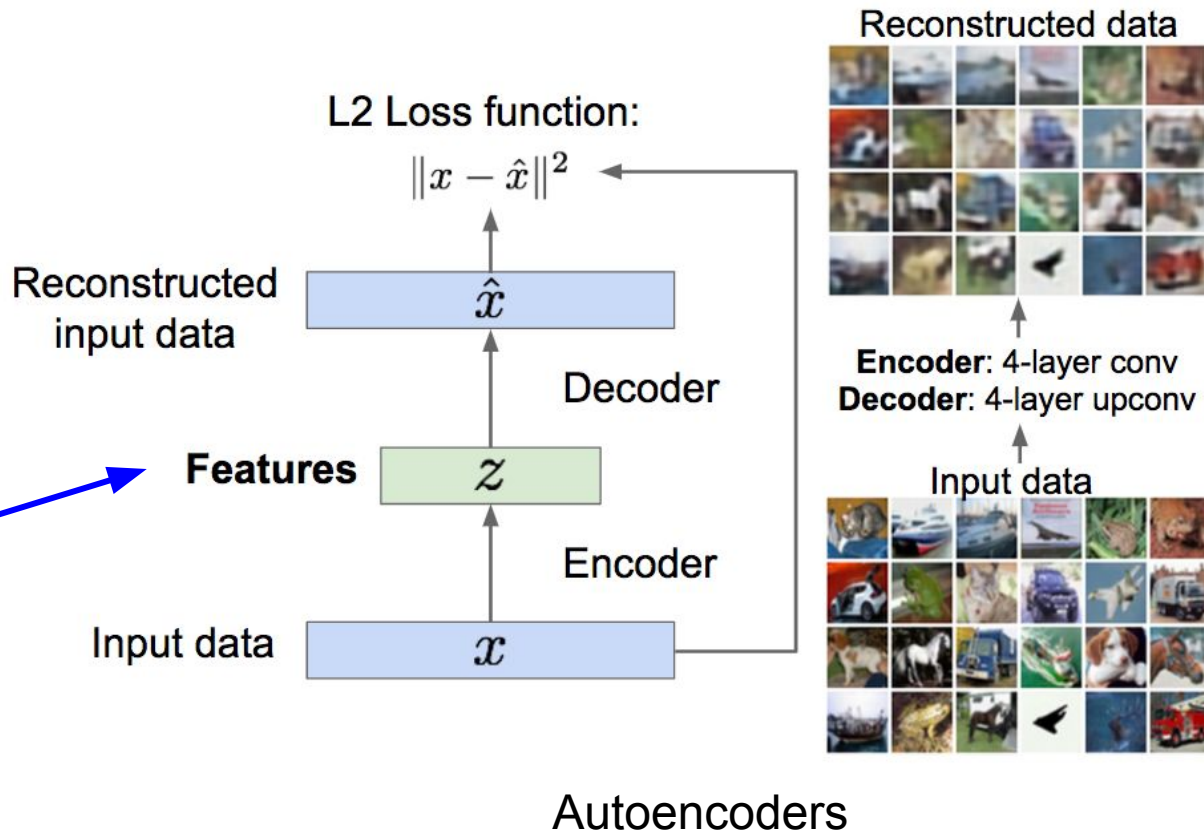 Reconstructed data
L2 Loss function:
‖x − x̂‖²
Reconstructed
input data
x̂
Decoder
Encoder: 4-layer conv
Decoder: 4-layer upconv
Features
z
Input data
Encoder
Input data
x
Autoencoders